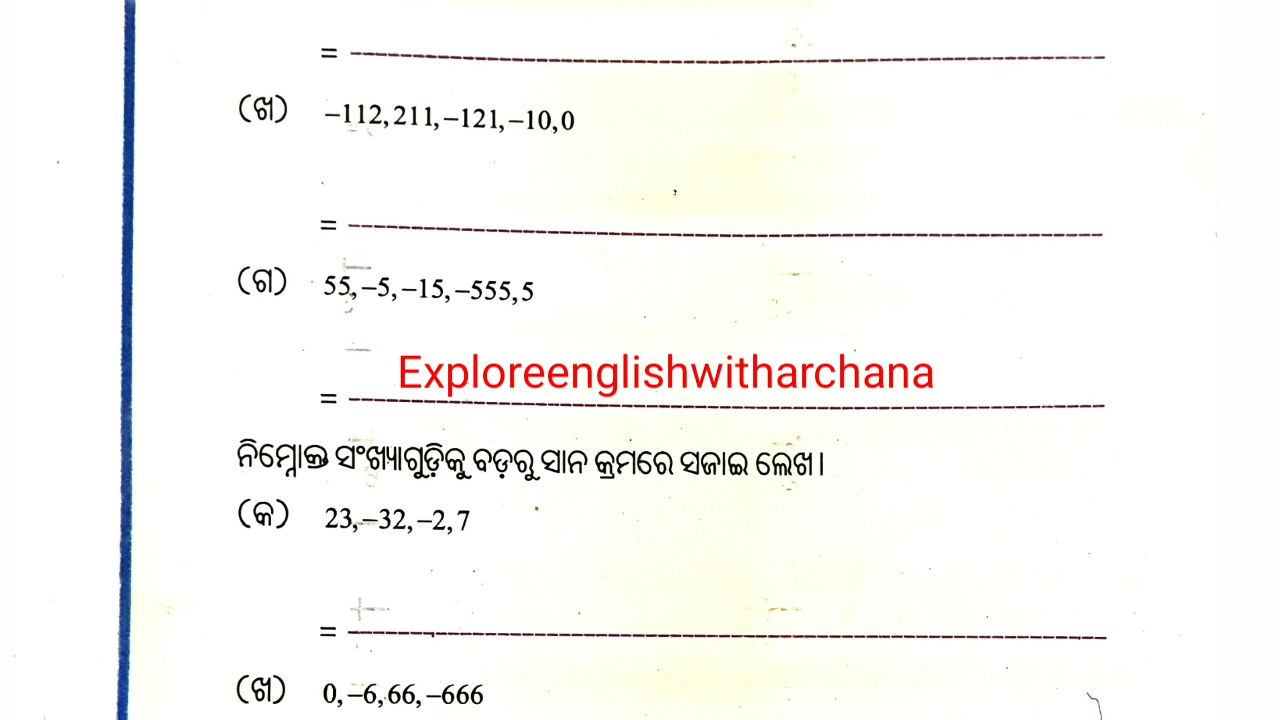 = 
(ଖ) –112, 211, –121, –10, 0
=
(ଗ) 55, –5, –15, –555, 5
Exploreenglishwitharchana
=
ନିମ୍ନୋକ୍ତ ସଂଖ୍ୟାଗୁଡ଼ିକୁ ବଡ଼ରୁ ସାନ କ୍ରମରେ ସଜାଇ ଲେଖ।
(କ) 23, –32, –2, 7
=
(ଖ) 0, –6, 66, –666